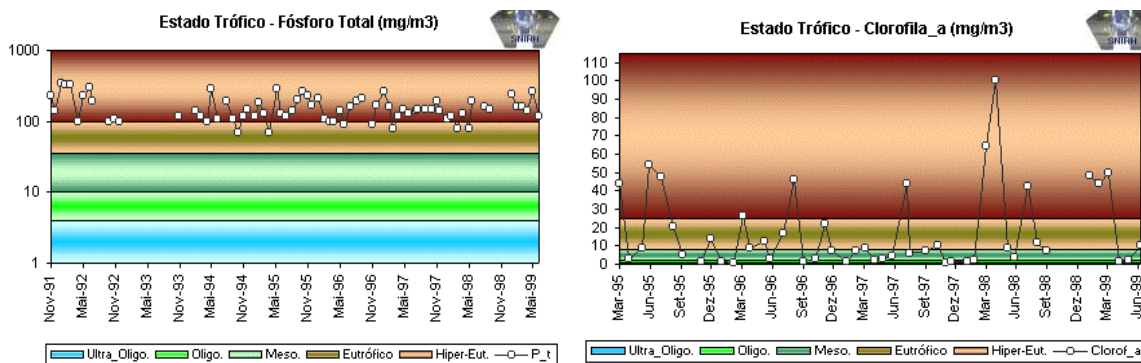 Estado Trófico - Fósforo Total (mg/m3)
SNIRH
1000
100
10
1
Nov-91
Mai-92
Nov-92
Mai-93
Nov-93
Mai-94
Nov-94
Mai-95
Nov-95
Mai-96
Nov-96
Mai-97
Nov-97
Mai-98
Nov-98
Mai-99
Ultra_Oligo. Oligo. Meso. Eutrófico Hiper-Eut. P_t
Estado Trófico - Clorofila_a (mg/m3)
SNIRH
110
100
90
80
70
60
50
40
30
20
10
0
Mar-95
Jun-95
Set-95
Dez-95
Mar-96
Jun-96
Set-96
Dez-96
Mar-97
Jun-97
Set-97
Dez-97
Mar-98
Jun-98
Set-98
Dez-98
Mar-99
Jun-99
Ultra_Oligo. Oligo. Meso. Eutrófico Hiper-Eut. Clorof_a